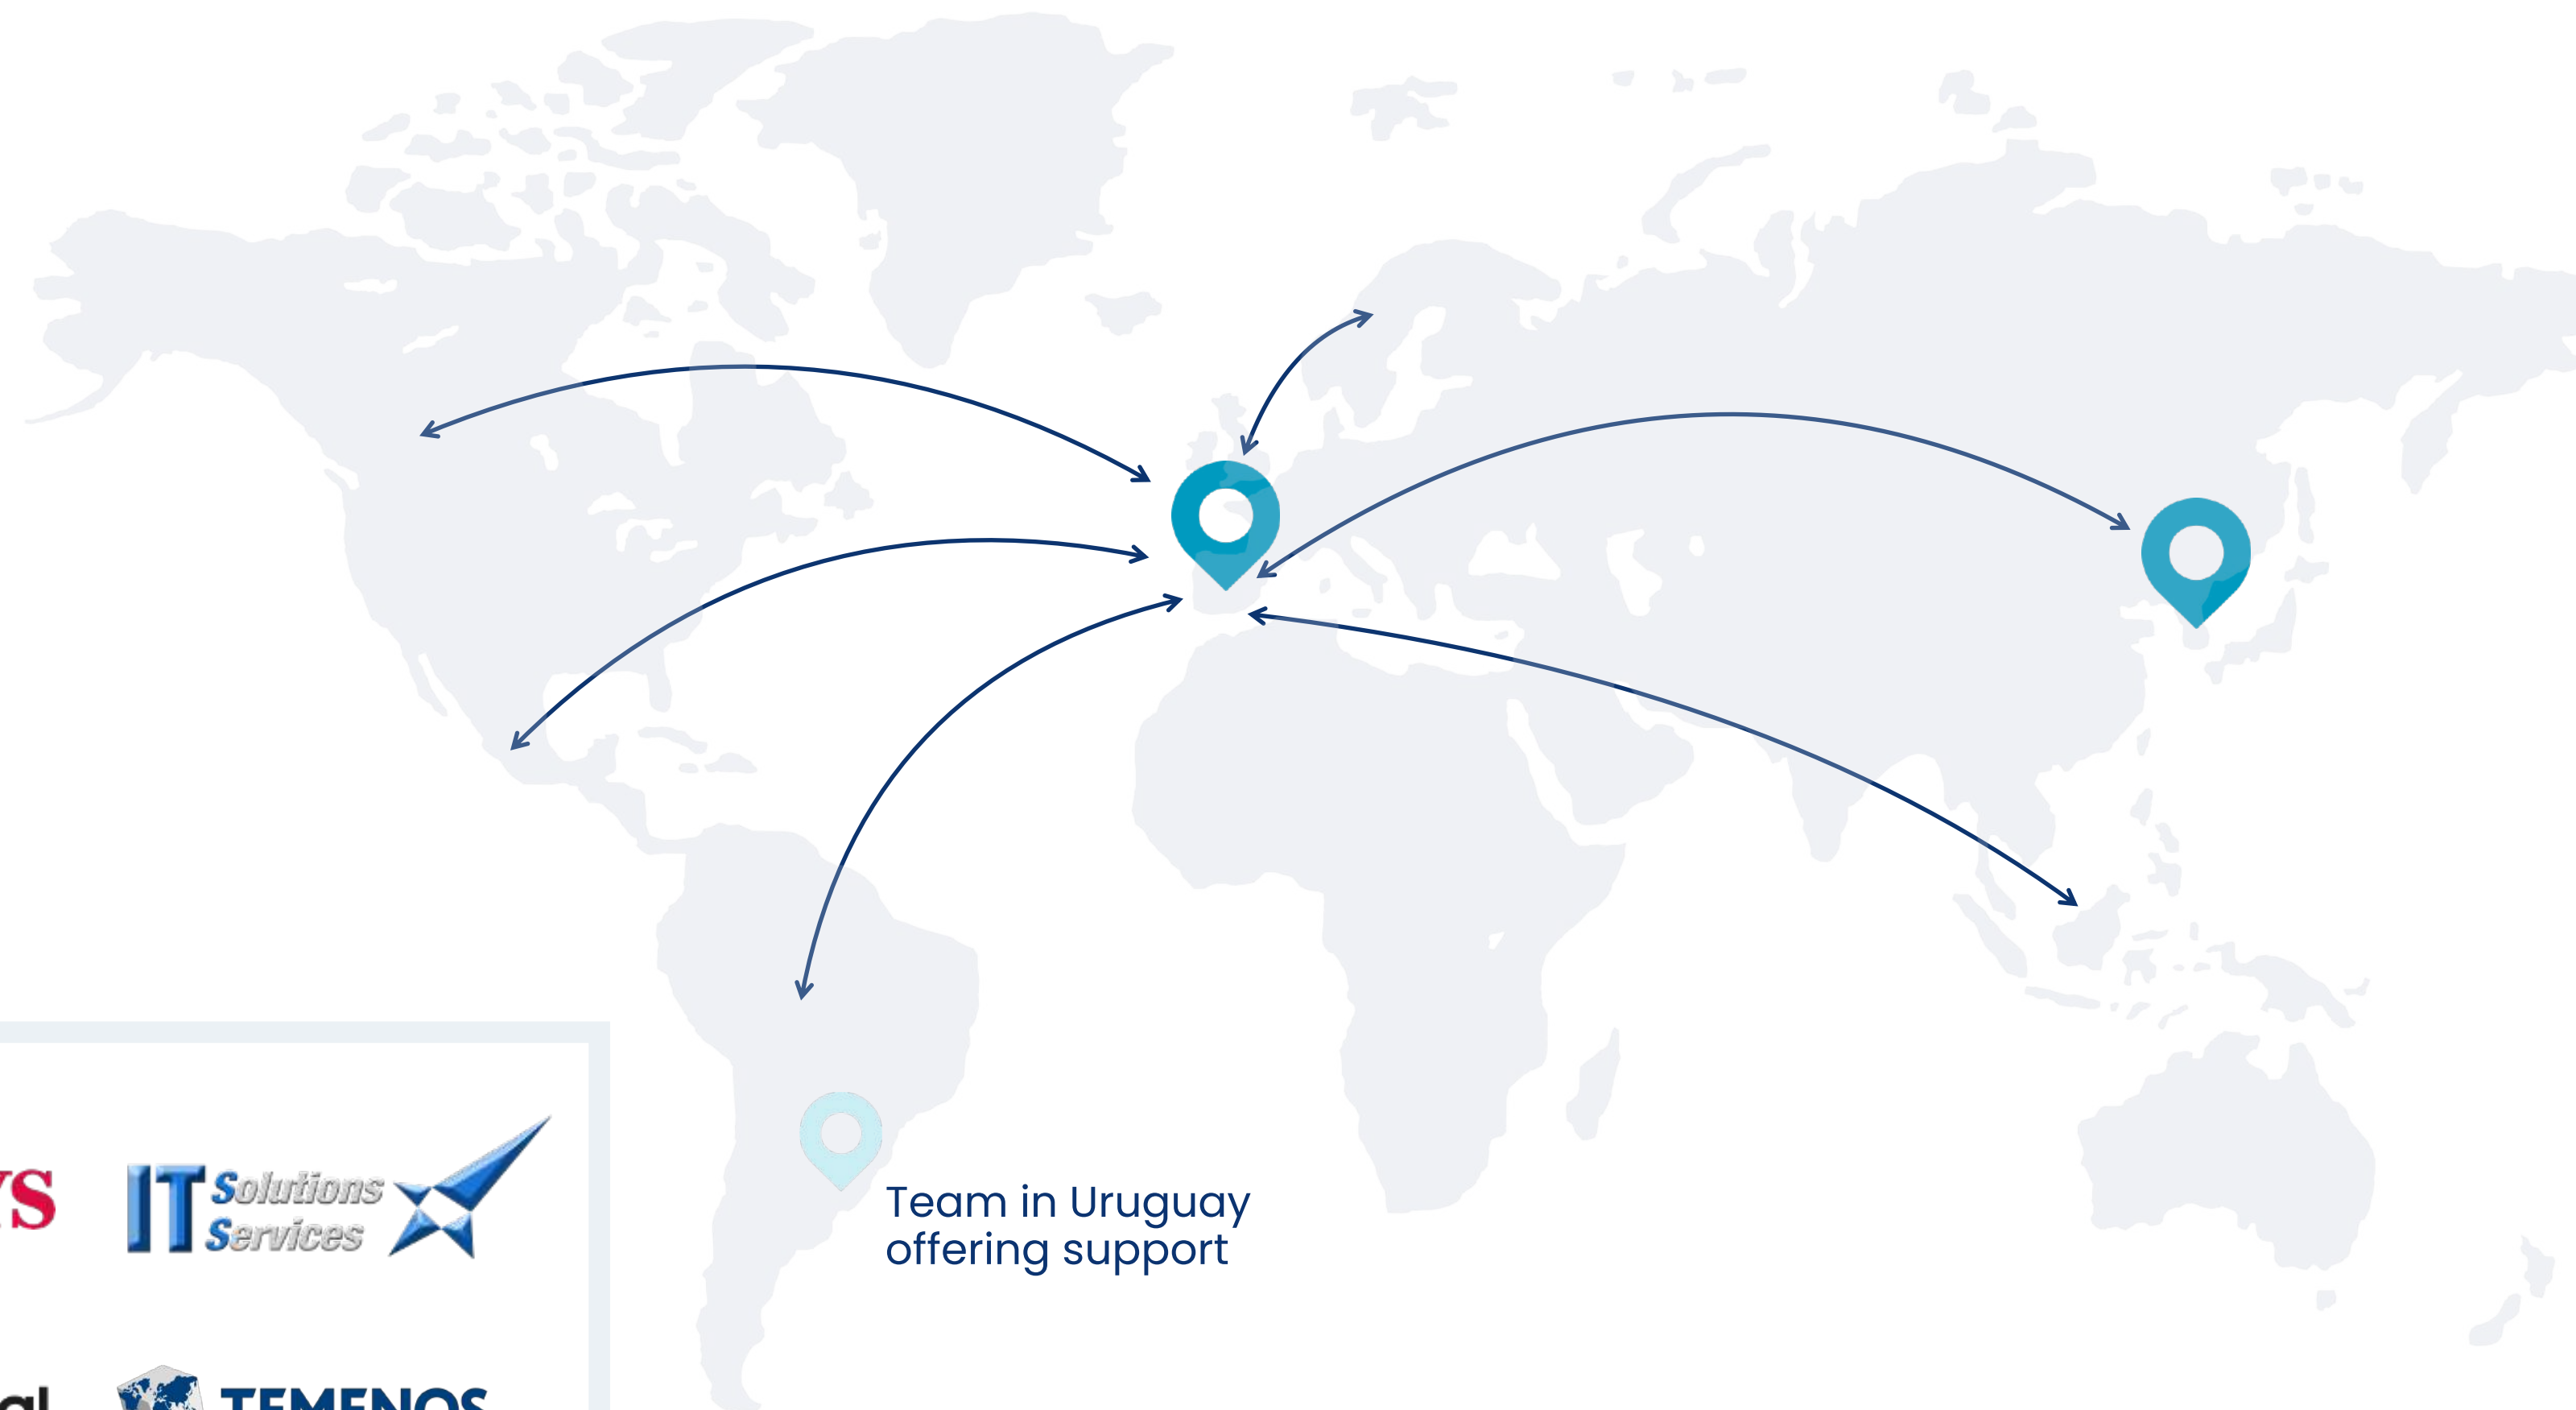 Team in Uruguay
offering support
IT Solutions
Services
TEMENOS